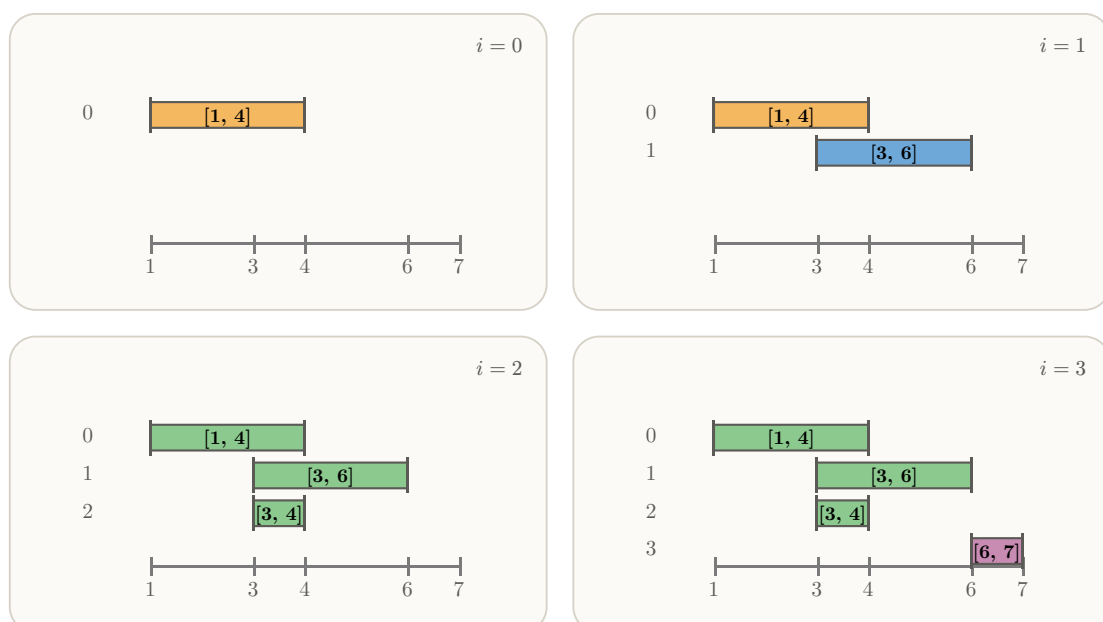 i = 0
0 [1, 4]
1 3 4 6 7
i = 1
0 [1, 4]
1 [3, 6]
1 3 4 6 7
i = 2
0 [1, 4]
1 [3, 6]
2 [3, 4]
1 3 4 6 7
i = 3
0 [1, 4]
1 [3, 6]
2 [3, 4]
3 [6, 7]
1 3 4 6 7